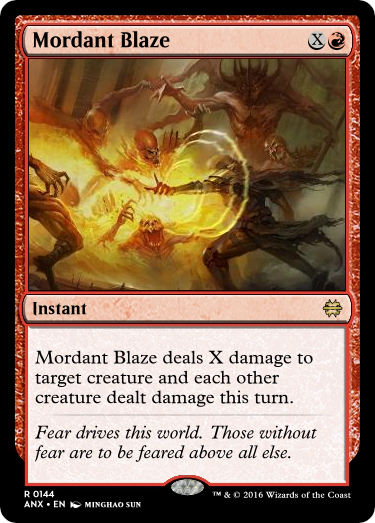 Mordant Blaze X
Instant
Mordant Blaze deals X damage to
target creature and each other
creature dealt damage this turn.
Fear drives this world. Those without
fear are to be feared above all else.
R 0144
ANX • EN MINGHAO SUN ™ & © 2016 Wizards of the Coast